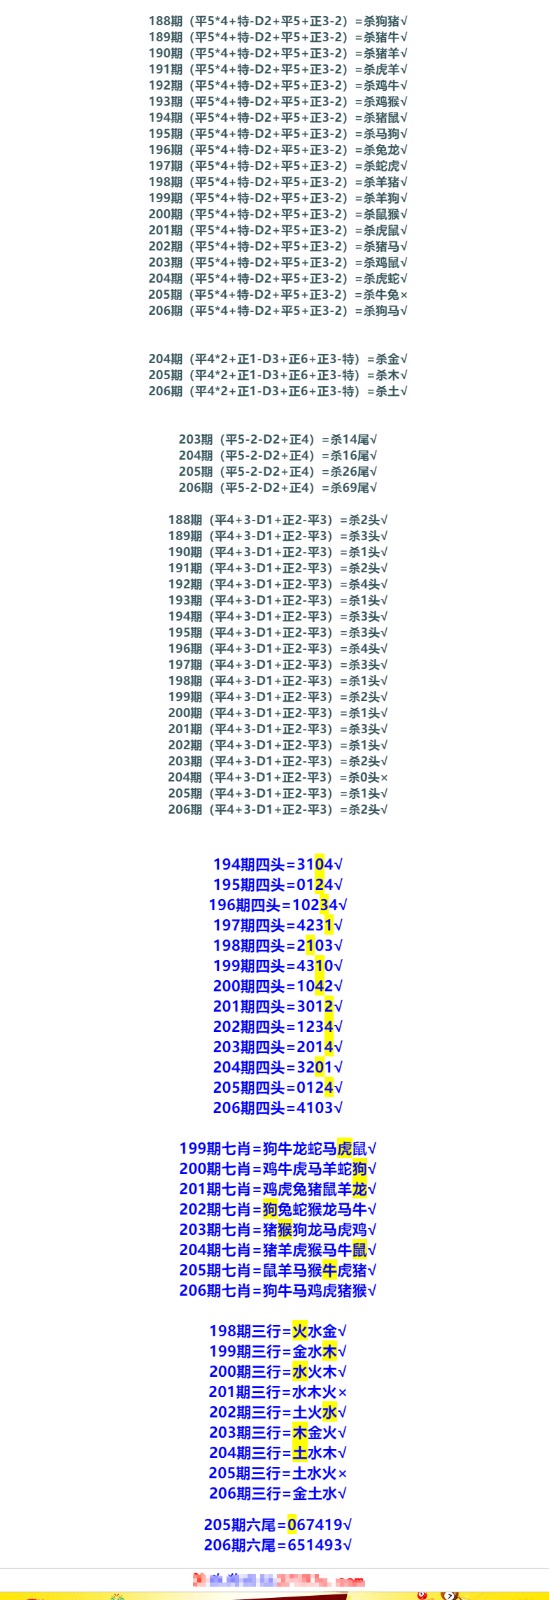 188期（平5*4+特-D2+平5+正3-2）=杀狗猪√
189期（平5*4+特-D2+平5+正3-2）=杀猪牛√
190期（平5*4+特-D2+平5+正3-2）=杀猪羊√
191期（平5*4+特-D2+平5+正3-2）=杀虎羊√
192期（平5*4+特-D2+平5+正3-2）=杀鸡牛√
193期（平5*4+特-D2+平5+正3-2）=杀鸡猴√
194期（平5*4+特-D2+平5+正3-2）=杀猪鼠√
195期（平5*4+特-D2+平5+正3-2）=杀马狗√
196期（平5*4+特-D2+平5+正3-2）=杀兔龙√
197期（平5*4+特-D2+平5+正3-2）=杀蛇虎√
198期（平5*4+特-D2+平5+正3-2）=杀羊猪√
199期（平5*4+特-D2+平5+正3-2）=杀羊狗√
200期（平5*4+特-D2+平5+正3-2）=杀鼠猴√
201期（平5*4+特-D2+平5+正3-2）=杀虎鼠√
202期（平5*4+特-D2+平5+正3-2）=杀猪马√
203期（平5*4+特-D2+平5+正3-2）=杀鸡鼠√
204期（平5*4+特-D2+平5+正3-2）=杀虎蛇√
205期（平5*4+特-D2+平5+正3-2）=杀牛兔×
206期（平5*4+特-D2+平5+正3-2）=杀狗马√
204期（平4*2+正1-D3+正6+正3-特）=杀金√
205期（平4*2+正1-D3+正6+正3-特）=杀木√
206期（平4*2+正1-D3+正6+正3-特）=杀土√
203期（平5-2-D2+正4）=杀14尾√
204期（平5-2-D2+正4）=杀16尾√
205期（平5-2-D2+正4）=杀26尾√
206期（平5-2-D2+正4）=杀69尾√
188期（平4+3-D1+正2-平3）=杀2头√
189期（平4+3-D1+正2-平3）=杀3头√
190期（平4+3-D1+正2-平3）=杀1头√
191期（平4+3-D1+正2-平3）=杀2头√
192期（平4+3-D1+正2-平3）=杀4头√
193期（平4+3-D1+正2-平3）=杀1头√
194期（平4+3-D1+正2-平3）=杀3头√
195期（平4+3-D1+正2-平3）=杀3头√
196期（平4+3-D1+正2-平3）=杀4头√
197期（平4+3-D1+正2-平3）=杀3头√
198期（平4+3-D1+正2-平3）=杀1头√
199期（平4+3-D1+正2-平3）=杀2头√
200期（平4+3-D1+正2-平3）=杀1头√
201期（平4+3-D1+正2-平3）=杀3头√
202期（平4+3-D1+正2-平3）=杀1头√
203期（平4+3-D1+正2-平3）=杀2头√
204期（平4+3-D1+正2-平3）=杀0头×
205期（平4+3-D1+正2-平3）=杀1头√
206期（平4+3-D1+正2-平3）=杀2头√
194期四头=3104√
195期四头=0124√
196期四头=10234√
197期四头=4231√
198期四头=2103√
199期四头=4310√
200期四头=1042√
201期四头=3012√
202期四头=1234√
203期四头=2014√
204期四头=3201√
205期四头=0124√
206期四头=4103√
199期七肖=狗牛龙蛇马虎鼠√
200期七肖=鸡牛虎马羊蛇狗√
201期七肖=鸡虎兔猪鼠羊龙√
202期七肖=狗兔蛇猴龙马牛√
203期七肖=猪猴狗龙马虎鸡√
204期七肖=猪羊虎猴马牛鼠√
205期七肖=鼠羊马猴牛虎猪√
206期七肖=狗牛马鸡虎猪猴√
198期三行=火水金√
199期三行=金水木√
200期三行=水火木√
201期三行=水木火×
202期三行=土火水√
203期三行=木金火√
204期三行=土水木√
205期三行=土水火×
206期三行=金土水√
205期六尾=067419√
206期六尾=651493√